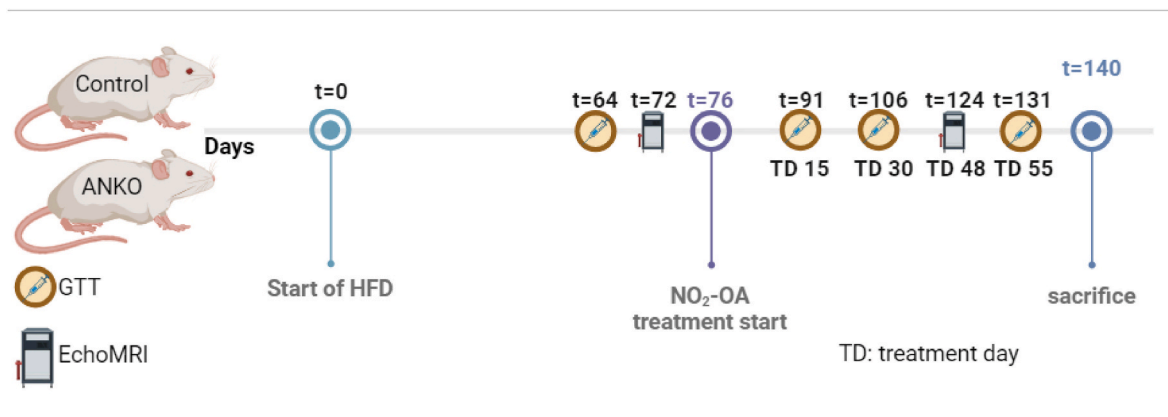 Control
ANKO
GTT
EchoMRI
Days
t=0
t=64
t=72
t=76
t=91
t=106
t=124
t=131
t=140
TD 15
TD 30
TD 48
TD 55
Start of HFD
NO₂-OA
treatment start
sacrifice
TD: treatment day